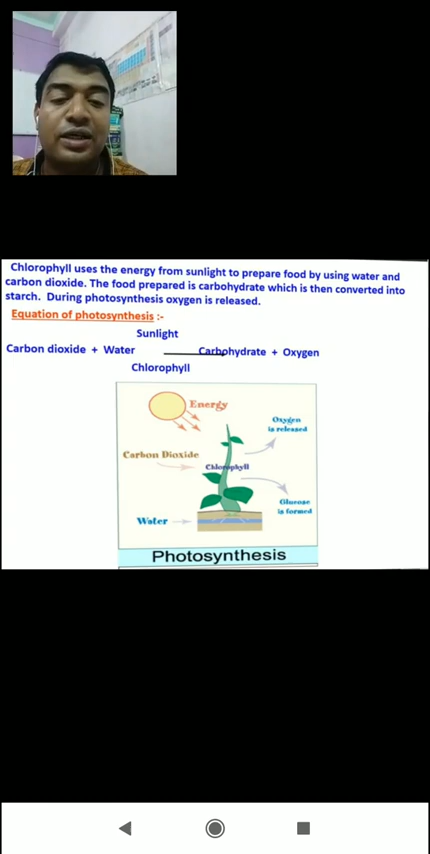 Chlorophyll uses the energy from sunlight to prepare food by using water and
carbon dioxide. The food prepared is carbohydrate which is then converted into
starch. During photosynthesis oxygen is released.
Equation of photosynthesis :-
Sunlight
Carbon dioxide + Water Carbohydrate + Oxygen
Chlorophyll
Energy
Oxygen
is released
Carbon Dioxide
Chlorophyll
Glucose
is formed
Water
Photosynthesis